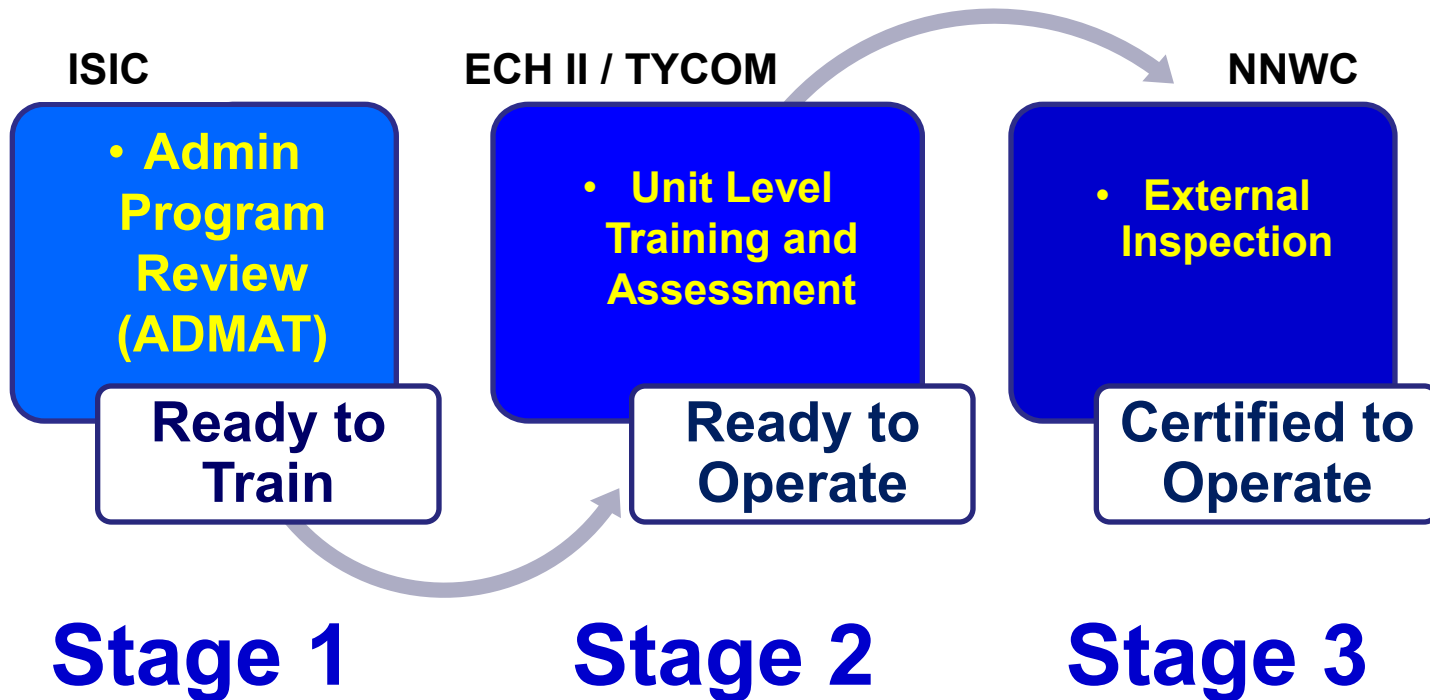 ISIC
• Admin
Program
Review
(ADMAT)
Ready to
Train
Stage 1
ECH II / TYCOM
• Unit Level
Training and
Assessment
Ready to
Operate
Stage 2
NNWC
• External
Inspection
Certified to
Operate
Stage 3